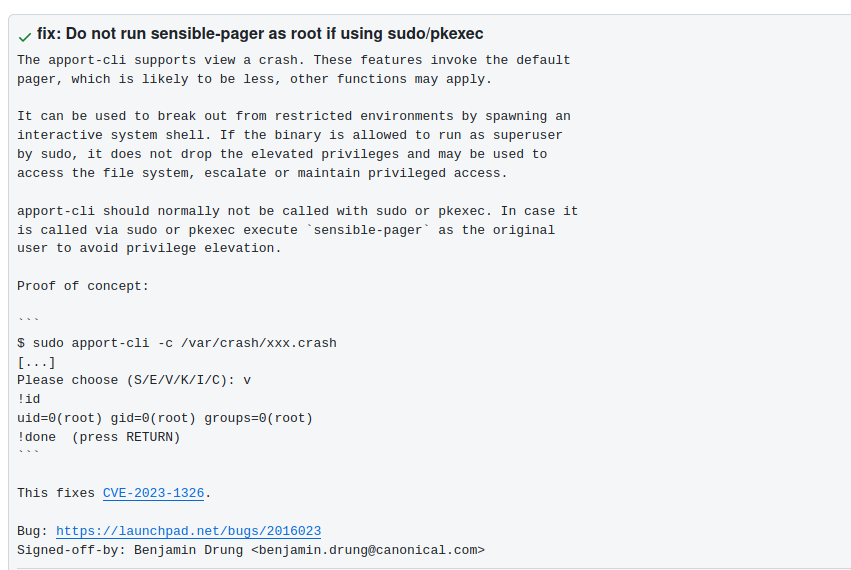 fix: Do not run sensible-pager as root if using sudo/pkexec
The apport-cli supports view a crash. These features invoke the default
pager, which is likely to be less, other functions may apply.
It can be used to break out from restricted environments by spawning an
interactive system shell. If the binary is allowed to run as superuser
by sudo, it does not drop the elevated privileges and may be used to
access the file system, escalate or maintain privileged access.
apport-cli should normally not be called with sudo or pkexec. In case it
is called via sudo or pkexec execute `sensible-pager` as the original
user to avoid privilege elevation.
Proof of concept:
```
$ sudo apport-cli -c /var/crash/xxx.crash
[...]
Please choose (S/E/V/K/I/C): v
!id
uid=0(root) gid=0(root) groups=0(root)
!done  (press RETURN)
```
This fixes CVE-2023-1326.
Bug: https://launchpad.net/bugs/2016023
Signed-off-by: Benjamin Drung <benjamin.drung@canonical.com>